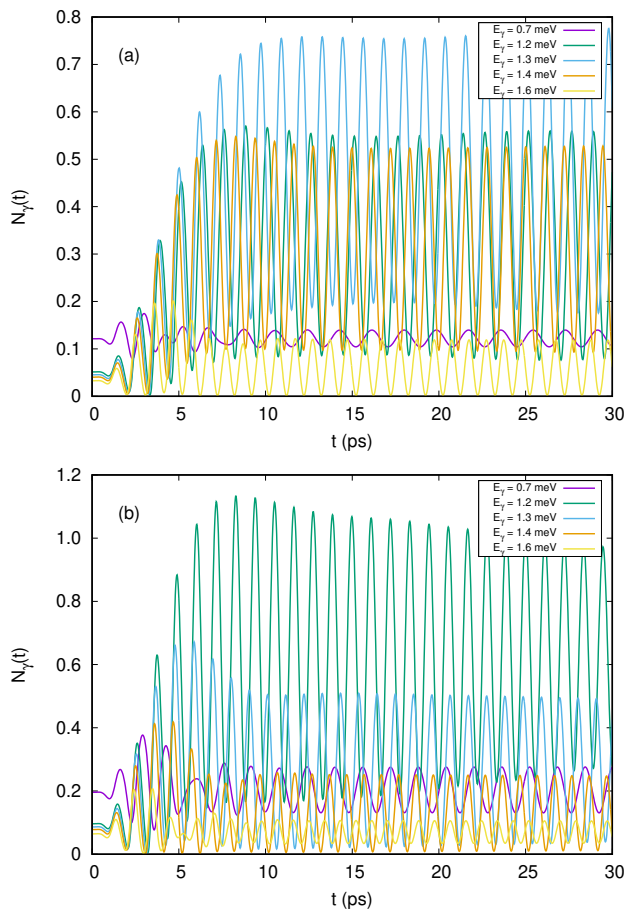 0.8
0.7
0.6
0.5
0.4
0.3
0.2
0.1
0
N_γ(t)
(a)
E_γ = 0.7 meV
E_γ = 1.2 meV
E_γ = 1.3 meV
E_γ = 1.4 meV
E_γ = 1.6 meV
0 5 10 15 20 25 30
t (ps)
1.2
1.0
0.8
0.6
0.4
0.2
0
N_γ(t)
(b)
E_γ = 0.7 meV
E_γ = 1.2 meV
E_γ = 1.3 meV
E_γ = 1.4 meV
E_γ = 1.6 meV
0 5 10 15 20 25 30
t (ps)